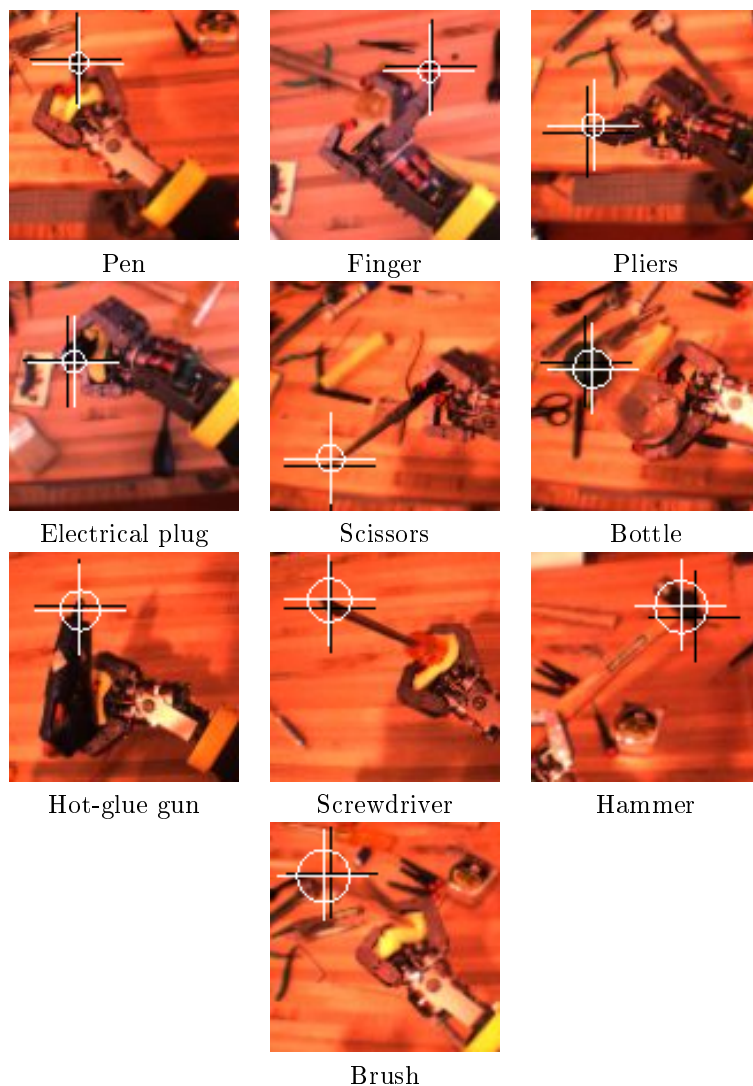 Pen
Finger
Pliers
Electrical plug
Scissors
Bottle
Hot-glue gun
Screwdriver
Hammer
Brush